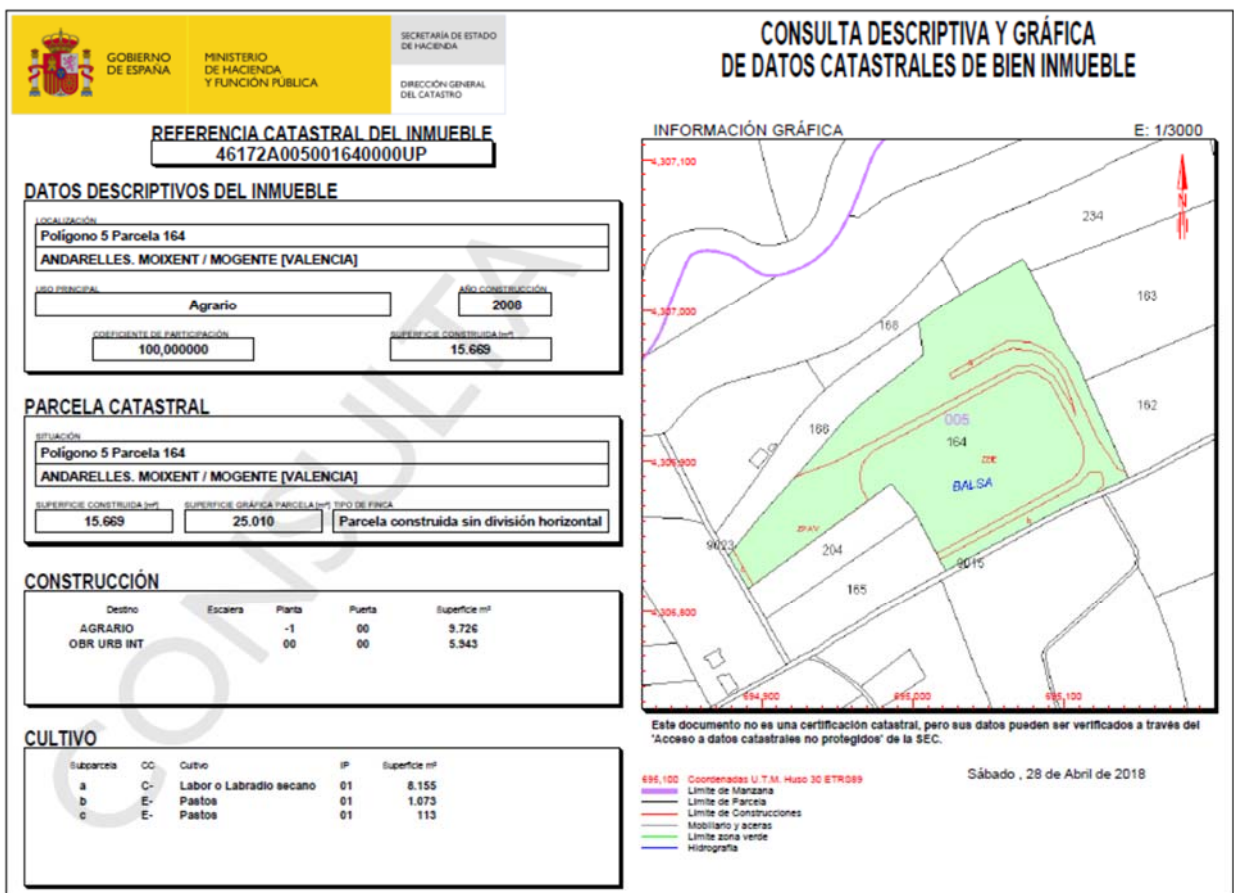 GOBIERNO
DE ESPAÑA
MINISTERIO
DE HACIENDA
Y FUNCIÓN PÚBLICA
SECRETARÍA DE ESTADO
DE HACIENDA
DIRECCIÓN GENERAL
DEL CATASTRO
CONSULTA DESCRIPTIVA Y GRÁFICA
DE DATOS CATASTRALES DE BIEN INMUEBLE
REFERENCIA CATASTRAL DEL INMUEBLE
46172A005001640000UP
DATOS DESCRIPTIVOS DEL INMUEBLE
LOCALIZACIÓN
Polígono 5 Parcela 164
ANDARELLES. MOIXENT / MOGENTE [VALENCIA]
USO PRINCIPAL AÑO CONSTRUCCIÓN
Agrario 2008
COEFICIENTE DE PARTICIPACIÓN SUPERFICIE CONSTRUIDA [m²]
100,000000 15.669
PARCELA CATASTRAL
SITUACIÓN
Polígono 5 Parcela 164
ANDARELLES. MOIXENT / MOGENTE [VALENCIA]
SUPERFICIE CONSTRUIDA [m²] SUPERFICIE GRÁFICA PARCELA [m²] TIPO DE FINCA
15.669 25.010 Parcela construida sin división horizontal
CONSTRUCCIÓN
Destino Escalera Planta Puerta Superficie m²
AGRARIO -1 00 9.726
OBR URB INT 00 00 5.943
CULTIVO
Subparcela CC Cultivo IP Superficie m²
a C- Labor o Labradío secano 01 8.155
b E- Pastos 01 1.073
c E- Pastos 01 113
CONSULTA
INFORMACIÓN GRÁFICA E: 1/3000
4,307,100
234
163
4,307,000
168
162
168
005
164
ZBE
4,306,900
BALSA
ZPAV
a
b
9023
204
9015
165
4,306,800
694,900 695,000 695,100
Este documento no es una certificación catastral, pero sus datos pueden ser verificados a través del
'Acceso a datos catastrales no protegidos' de la SEC.
695,100 Coordenadas U.T.M. Huso 30 ETRS89
Límite de Manzana
Límite de Parcela
Límite de Construcciones
Mobiliario y aceras
Límite zona verde
Hidrografía
Sábado , 28 de Abril de 2018